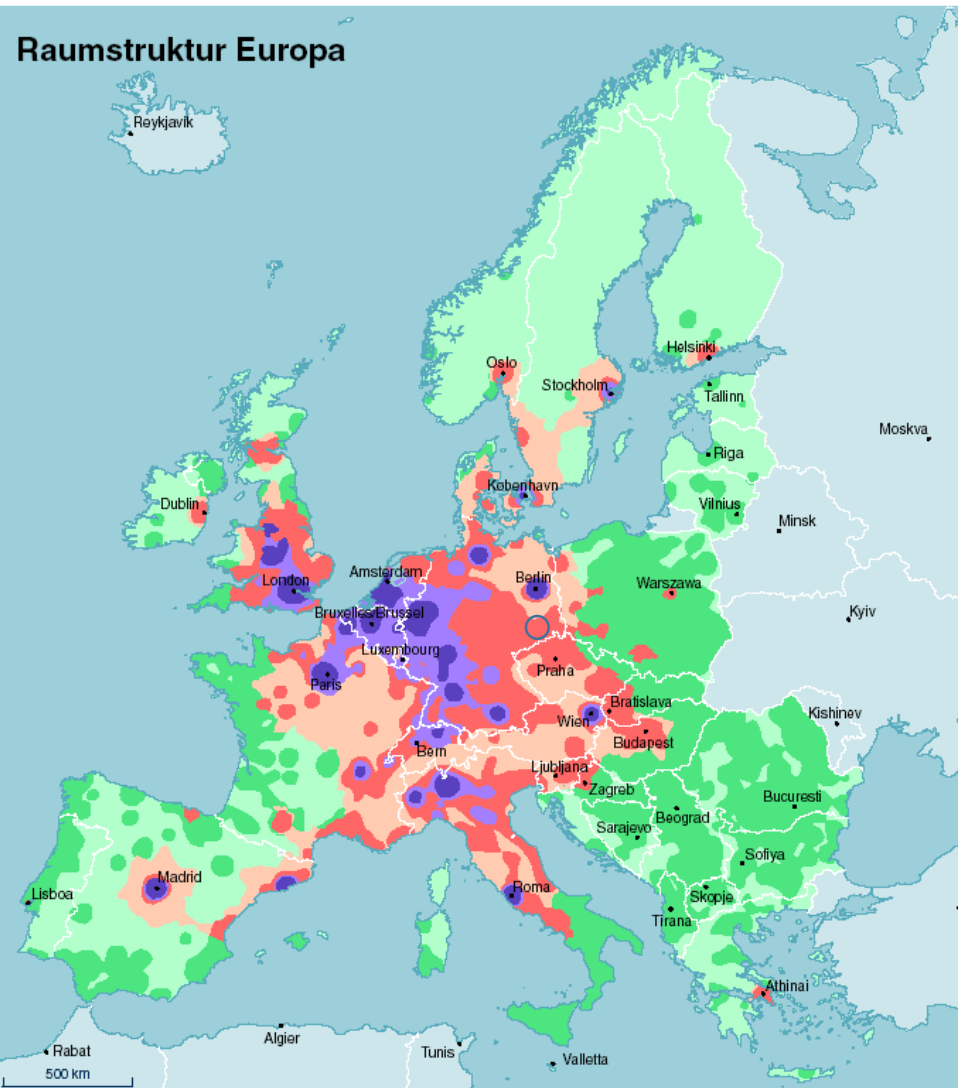 Raumstruktur Europa
Reykjavík
Helsinki
Oslo
Stockholm
Tallinn
Moskva
Riga
København
Vilnius
Dublin
Minsk
Amsterdam
Berlin
London
Warszawa
Bruxelles/Brussel
Kyiv
Luxembourg
Praha
Paris
Bratislava
Wien
Kishinev
Budapest
Bern
Ljubljana
Zagreb
Bucuresti
Beograd
Sarajevo
Sofiya
Madrid
Roma
Skopje
Lisboa
Tirana
Athinai
Algier
Rabat
Tunis
Valletta
500 km